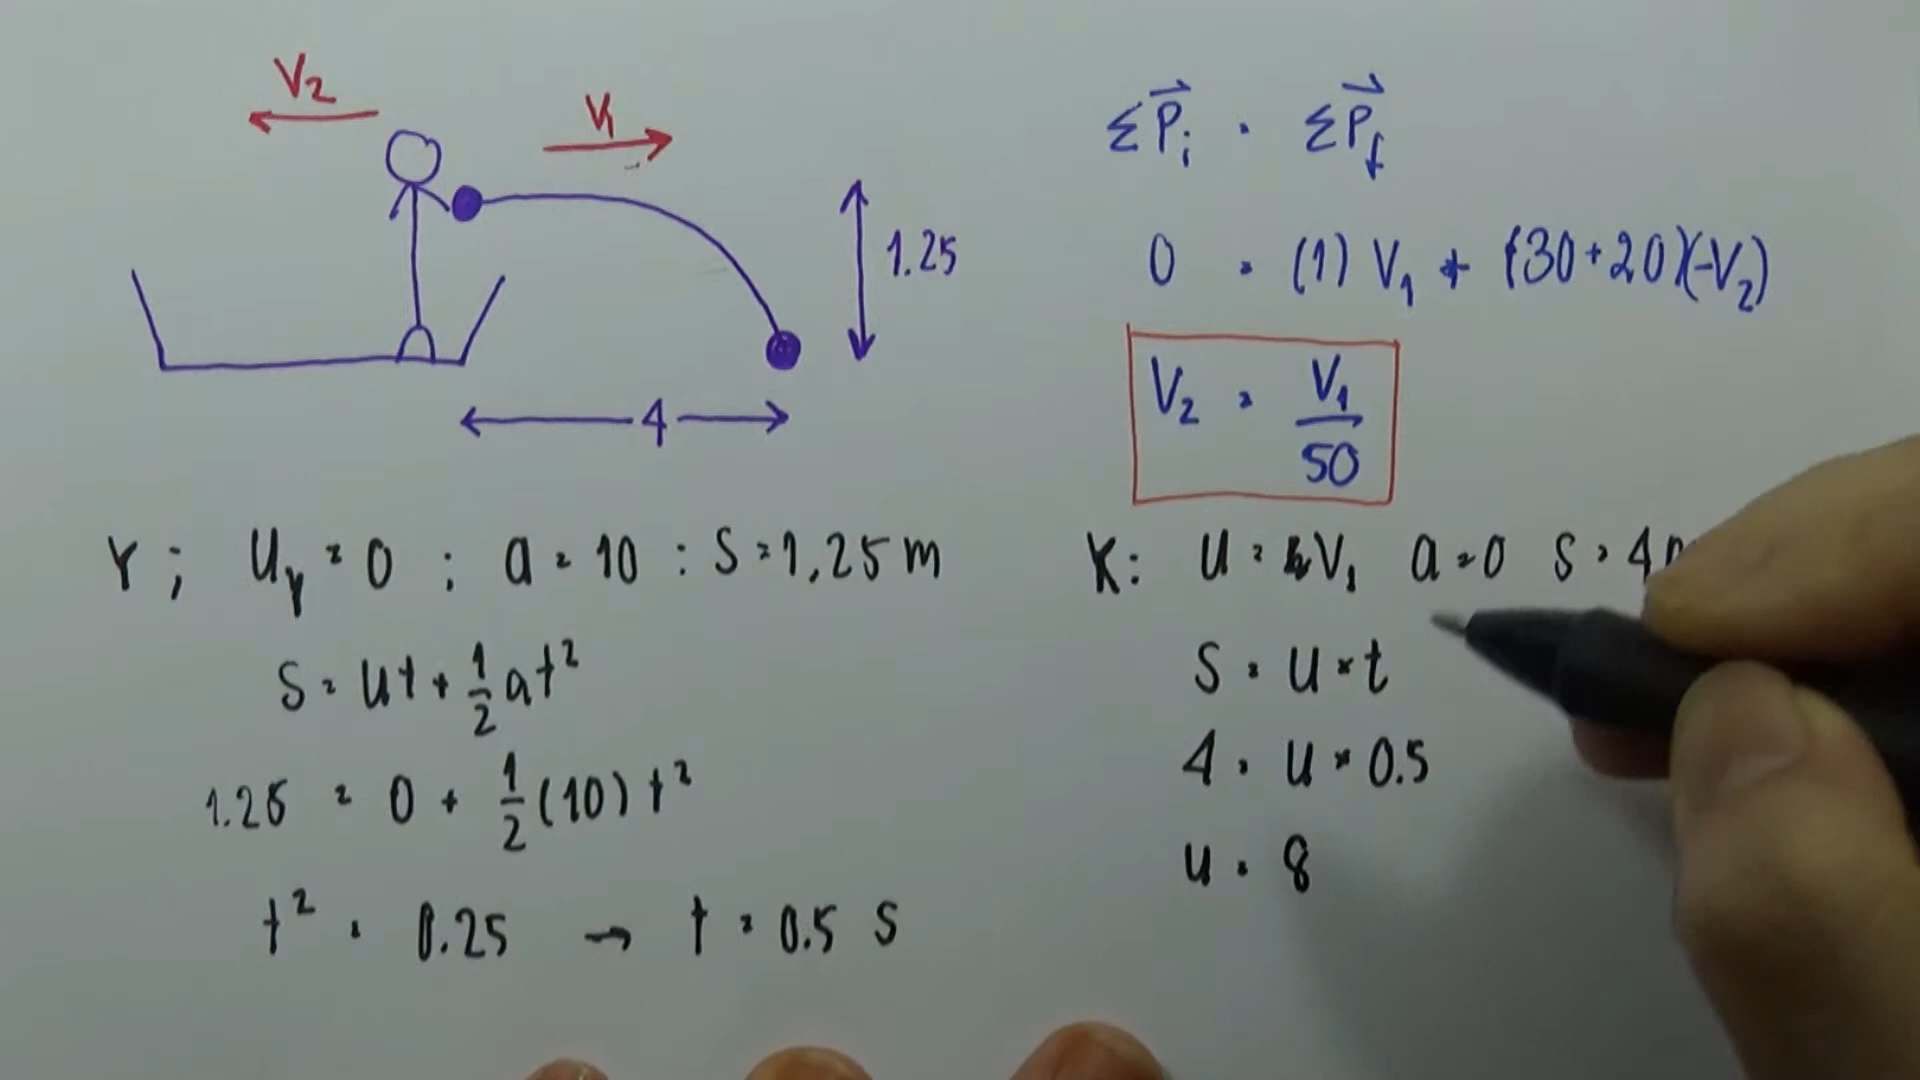 V₂
V₁
1.25
4
ΣP⃗ᵢ = ΣP⃗f
0 = (1) V₁ + (30+20)(-V₂)
V₂ = V₁/50
Y ; Uy = 0 ; a = 10 : S = 1,25 m
S = ut + 1/2 at²
1.25 = 0 + 1/2 (10) t²
t² = 0.25 → t = 0.5 s
X: U = V₁ a = 0 S = 4
S = U × t
4 = U × 0.5
u = 8